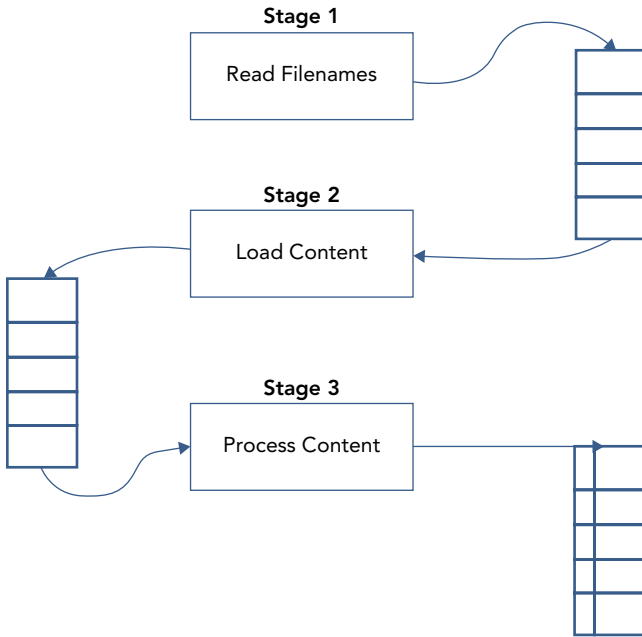 Stage 1
Read Filenames
Stage 2
Load Content
Stage 3
Process Content